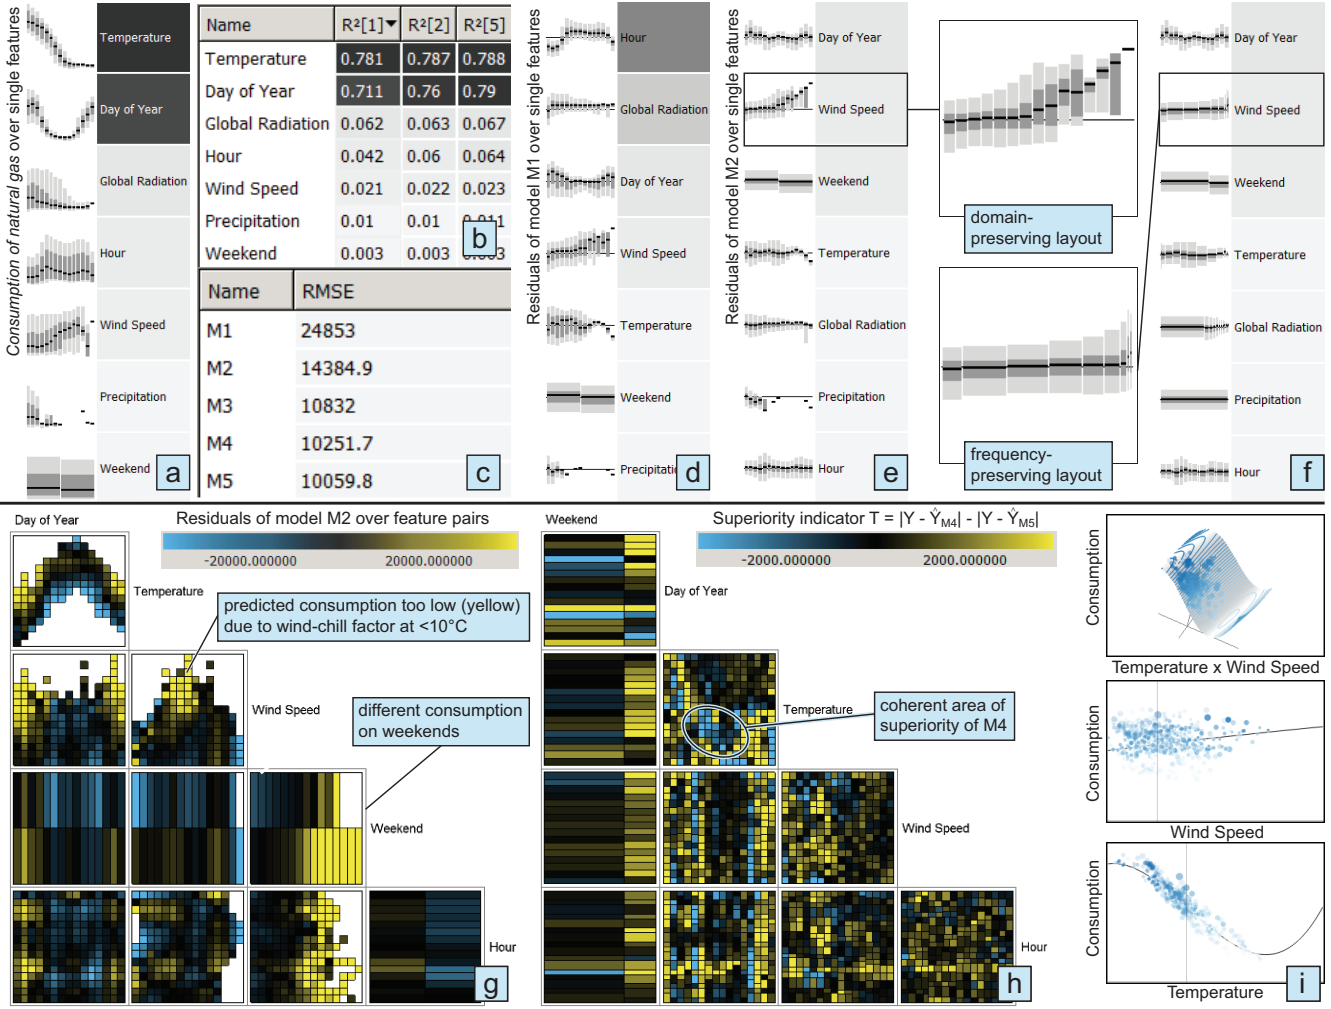 Consumption of natural gas over single features
Temperature
Day of Year
Global Radiation
Hour
Wind Speed
Precipitation
Weekend
a
Name R²[1] R²[2] R²[5]
Temperature 0.781 0.787 0.788
Day of Year 0.711 0.76 0.79
Global Radiation 0.062 0.063 0.067
Hour 0.042 0.06 0.064
Wind Speed 0.021 0.022 0.023
Precipitation 0.01 0.01
Weekend 0.003 0.003
b
Name RMSE
M1 24853
M2 14384.9
M3 10832
M4 10251.7
M5 10059.8
c
Residuals of model M1 over single features
Hour
Global Radiation
Day of Year
Wind Speed
Temperature
Weekend
d
Residuals of model M2 over single features
Day of Year
Wind Speed
Weekend
Temperature
Global Radiation
Precipitation
Hour
e
domain-
preserving layout
frequency-
preserving layout
Day of Year
Wind Speed
Weekend
Temperature
Global Radiation
Precipitation
Hour
f
Day of Year
Residuals of model M2 over feature pairs
-20000.000000 20000.000000
Temperature
predicted consumption too low (yellow)
due to wind-chill factor at <10°C
Wind Speed
different consumption
on weekends
Weekend
Hour
g
Weekend
Superiority indicator T = |Y - ŶM4| - |Y - ŶM5|
-2000.000000 2000.000000
Day of Year
Temperature
coherent area of
superiority of M4
Wind Speed
Hour
h
Consumption
Temperature x Wind Speed
Consumption
Wind Speed
Consumption
Temperature
i